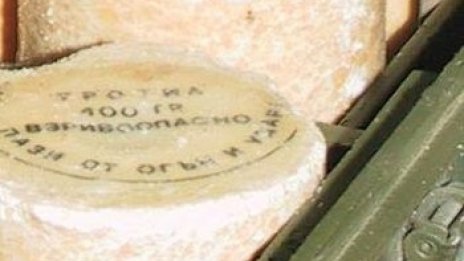 ТРОТИЛ
400 ГР.
ВЗРИВООПАСНО
ПАЗИ ОТ ОГЪН И УДАР